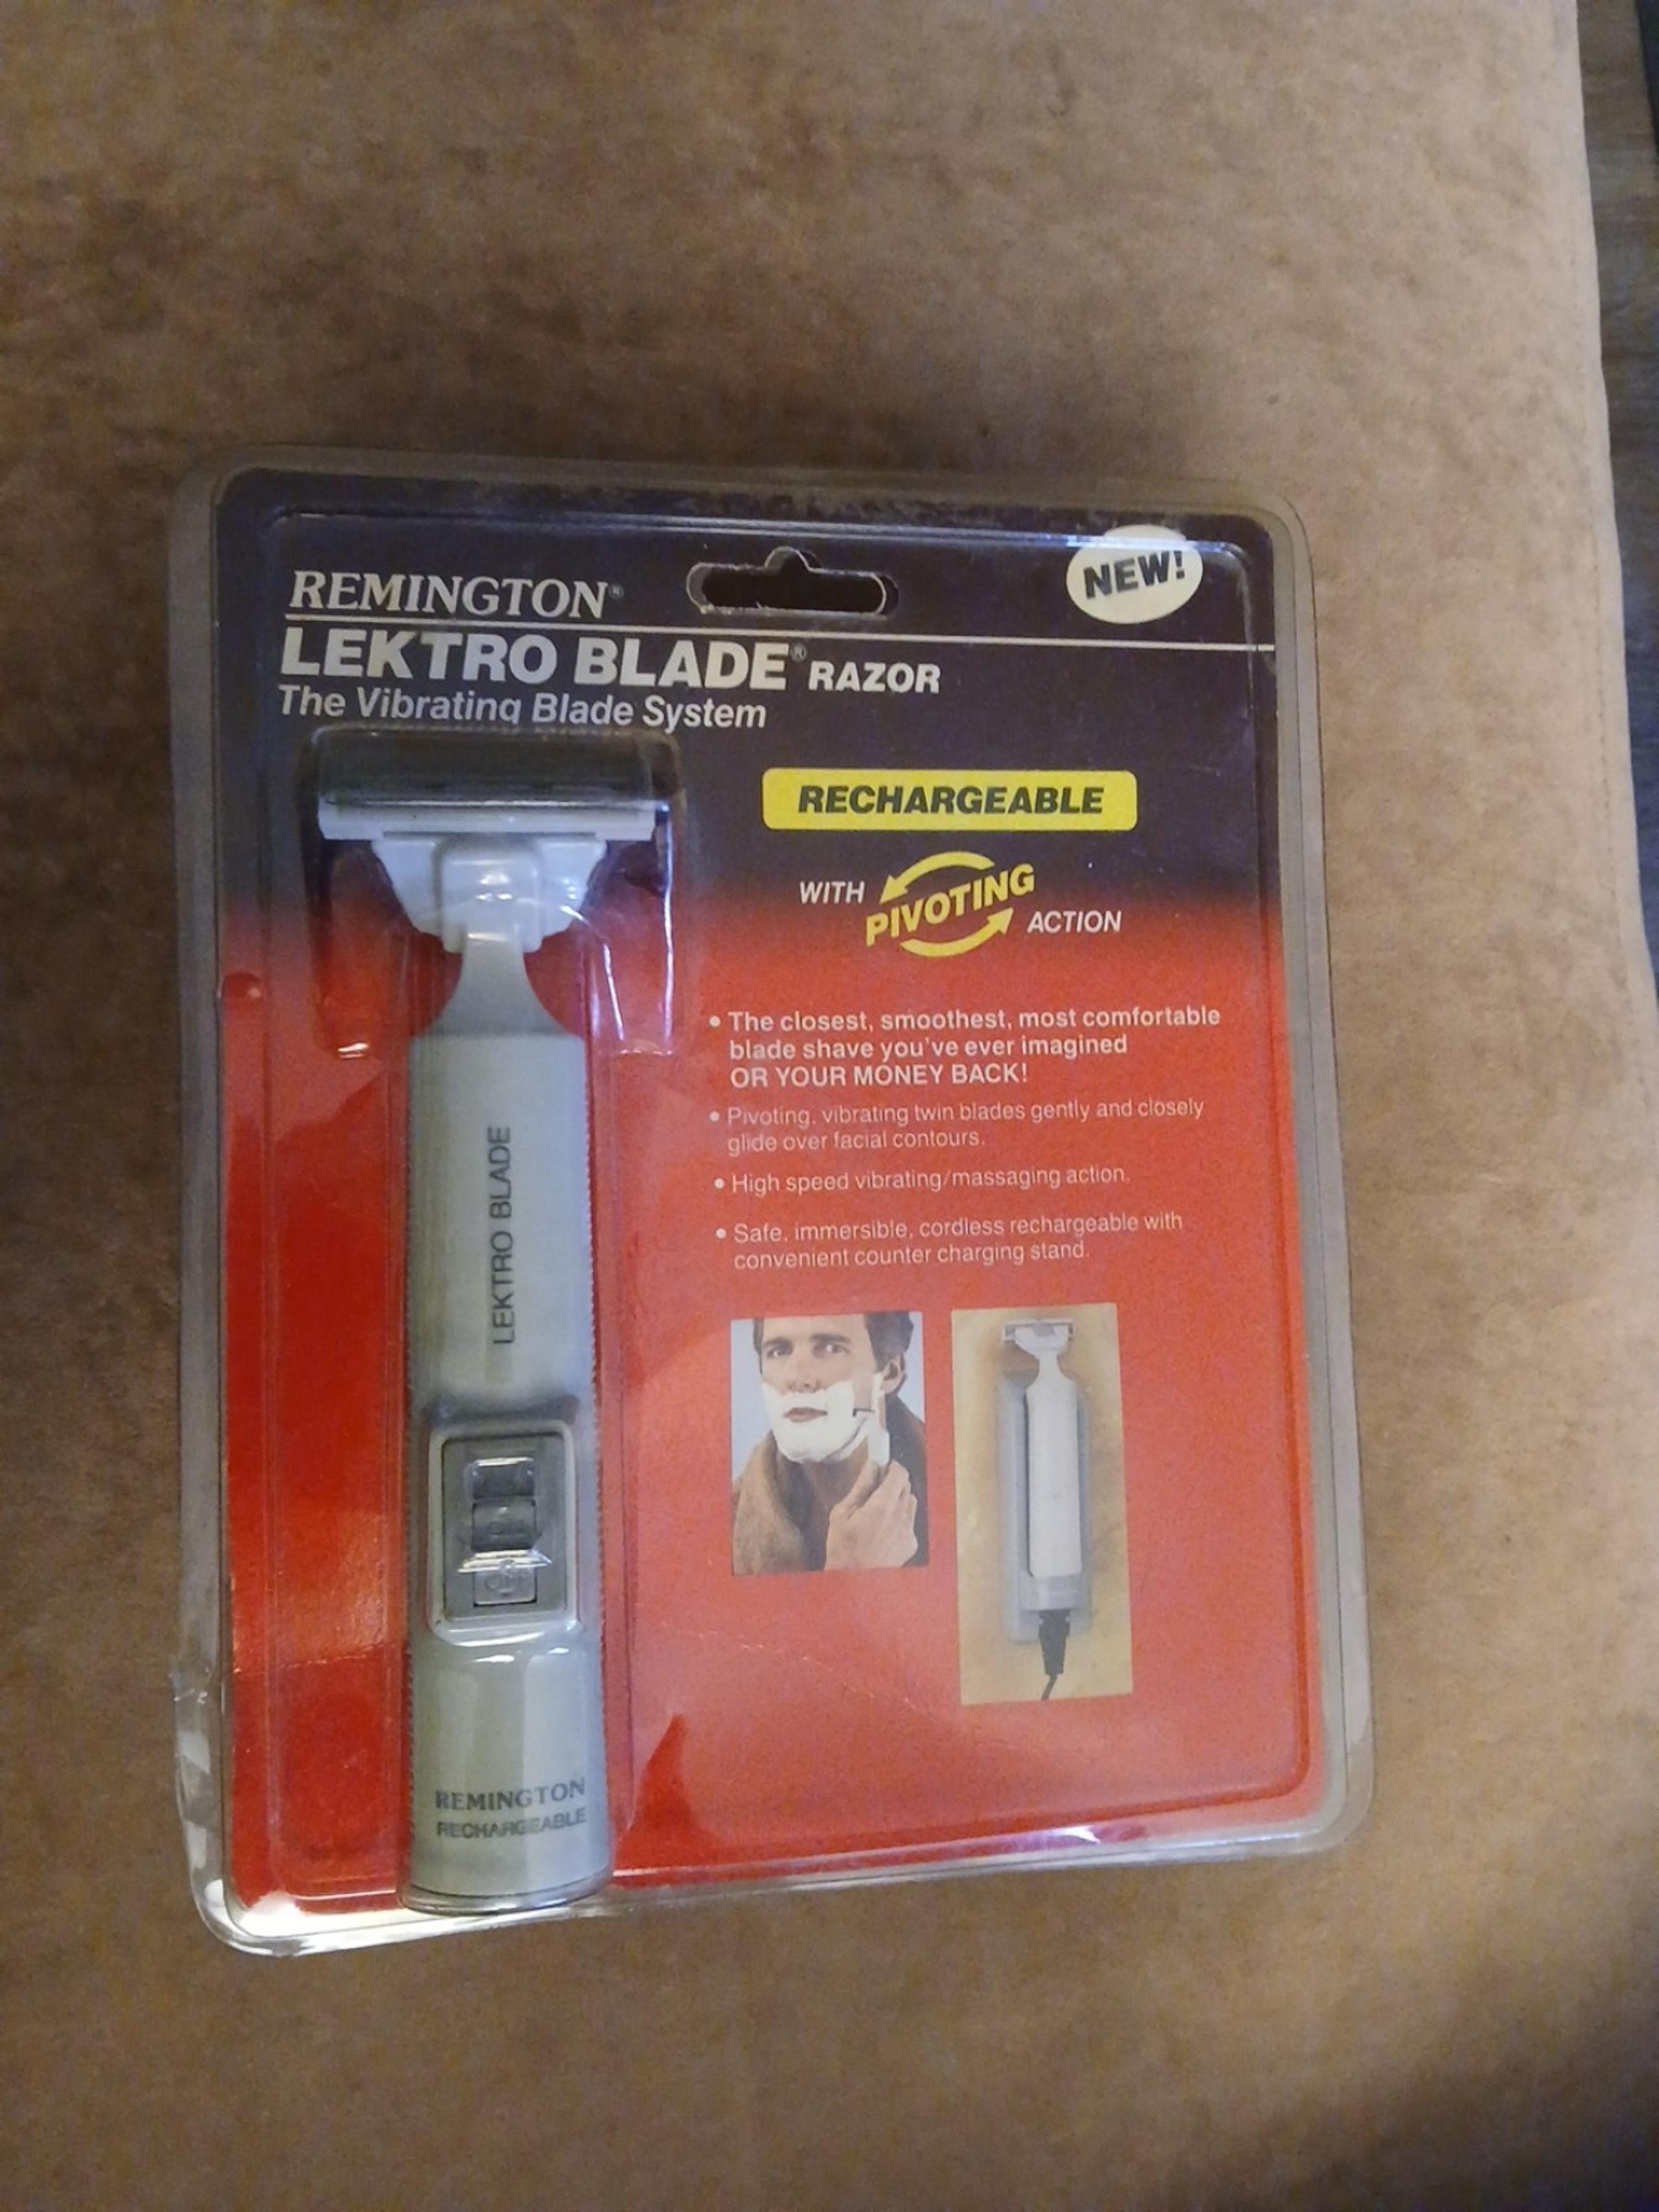 REMINGTON®
NEW!
LEKTRO BLADE® RAZOR
The Vibrating Blade System
RECHARGEABLE
WITH PIVOTING ACTION
• The closest, smoothest, most comfortable
blade shave you've ever imagined
OR YOUR MONEY BACK!
• Pivoting, vibrating twin blades gently and closely
glide over facial contours.
• High speed vibrating/massaging action.
• Safe, immersible, cordless rechargeable with
convenient counter charging stand.
LEKTRO BLADE
REMINGTON
RECHARGEABLE